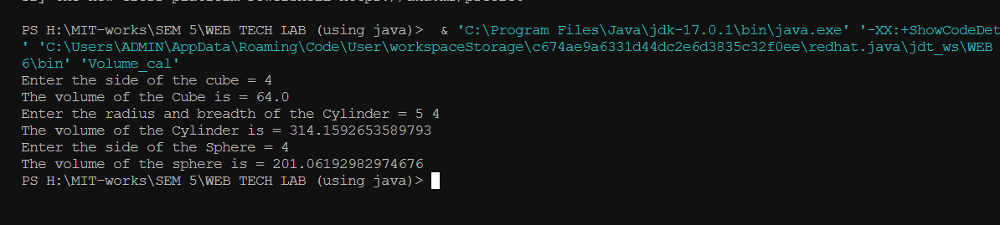 PS H:\MIT-works\SEM 5\WEB TECH LAB (using java)>  & 'C:\Program Files\Java\jdk-17.0.1\bin\java.exe' '-XX:+ShowCodeDet
' 'C:\Users\ADMIN\AppData\Roaming\Code\User\workspaceStorage\c674ae9a6331d44dc2e6d3835c32f0ee\redhat.java\jdt_ws\WEB
6\bin' 'Volume_cal'
Enter the side of the cube = 4
The volume of the Cube is = 64.0
Enter the radius and breadth of the Cylinder = 5 4
The volume of the Cylinder is = 314.1592653589793
Enter the side of the Sphere = 4
The volume of the sphere is = 201.06192982974676
PS H:\MIT-works\SEM 5\WEB TECH LAB (using java)>